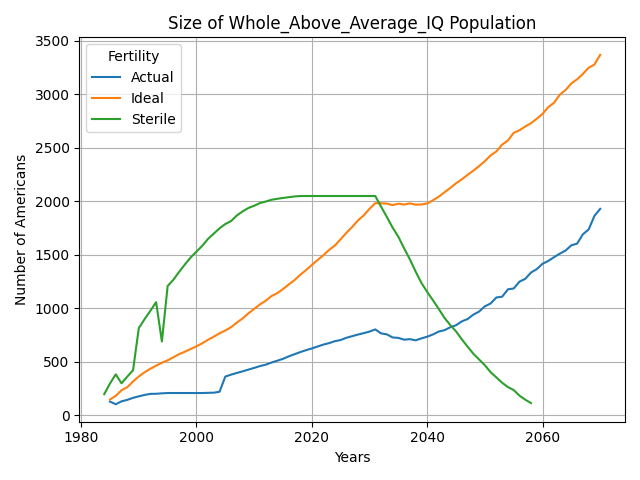 Size of Whole_Above_Average_IQ Population
Fertility
Actual
Ideal
Sterile
Number of Americans
3500
3000
2500
2000
1500
1000
500
0
1980
2000
2020
2040
2060
Years